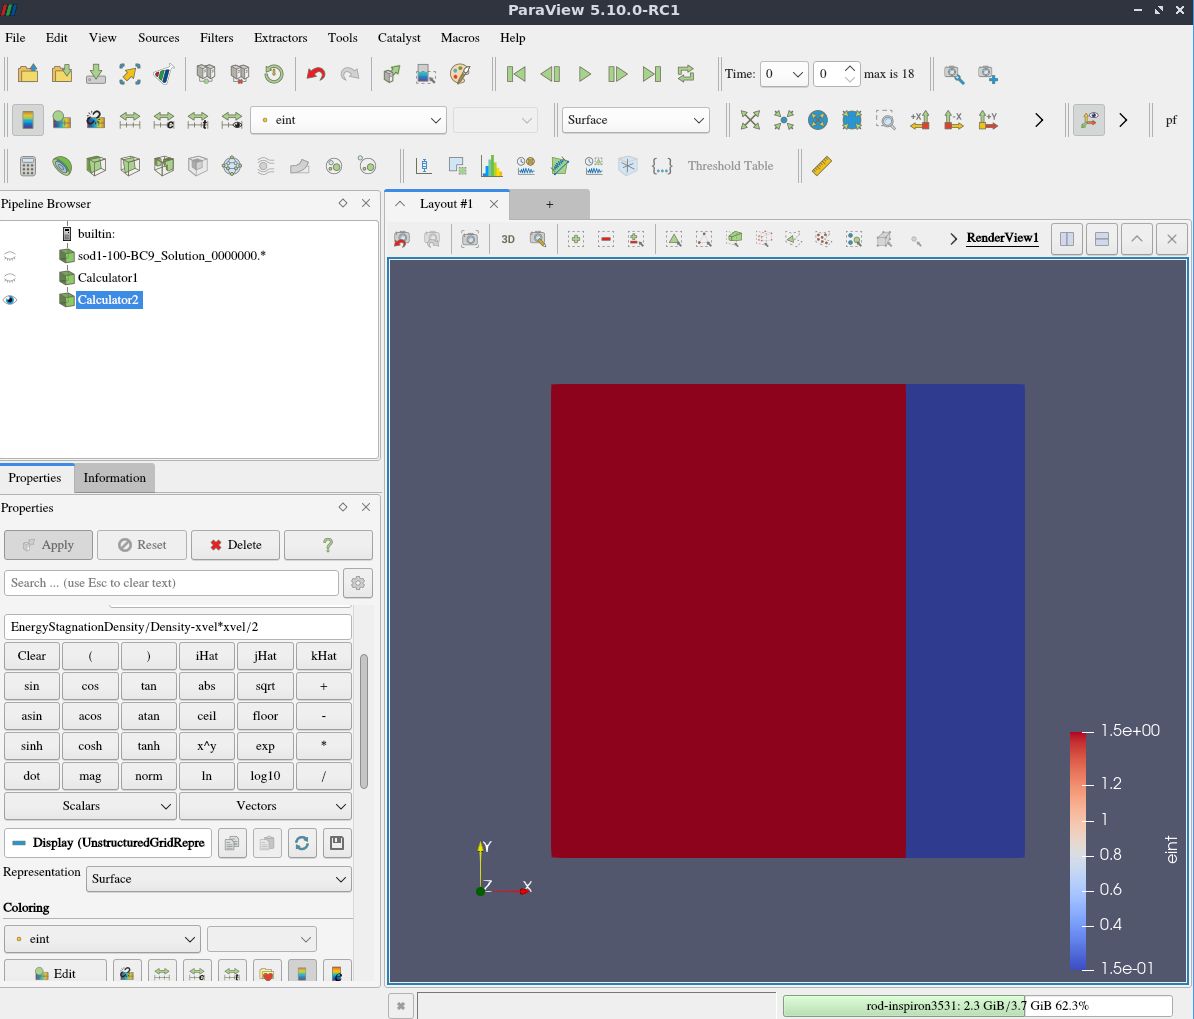 ParaView 5.10.0-RC1
File Edit View Sources Filters Extractors Tools Catalyst Macros Help
Time: 0 0 max is 18
eint Surface +X -X +Y pf
Threshold Table
Pipeline Browser
Layout #1 +
builtin:
sod1-100-BC9_Solution_0000000.*
Calculator1
Calculator2
3D RenderView1
Properties Information
Properties
Apply Reset Delete ?
Search ... (use Esc to clear text)
EnergyStagnationDensity/Density-xvel*xvel/2
Clear ( ) iHat jHat kHat
sin cos tan abs sqrt +
asin acos atan ceil floor -
sinh cosh tanh x^y exp *
dot mag norm ln log10 /
Scalars Vectors
Display (UnstructuredGridRepre
Representation Surface
Coloring
eint
Edit
Y
Z X
1.5e+00
1.2
1
0.8
0.6
0.4
1.5e-01
eint
rod-inspiron3531: 2.3 GiB/3.7 GiB 62.3%